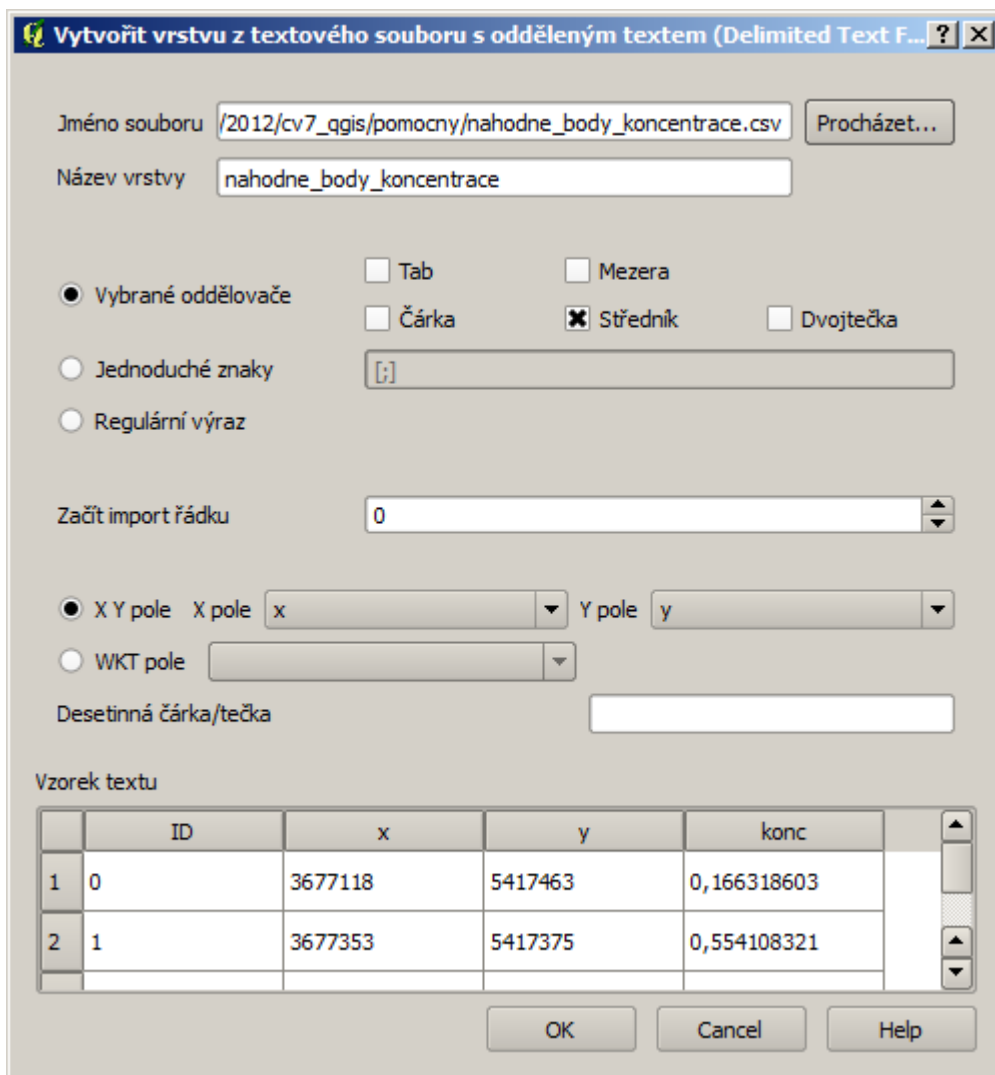 Vytvořit vrstvu z textového souboru s odděleným textem (Delimited Text F... ? X
Jméno souboru /2012/cv7_qgis/pomocny/nahodne_body_koncentrace.csv Procházet...
Název vrstvy nahodne_body_koncentrace
Tab Mezera
Vybrané oddělovače
Čárka Středník Dvojtečka
Jednoduché znaky [;]
Regulární výraz
Začít import řádku 0
X Y pole X pole x Y pole y
WKT pole
Desetinná čárka/tečka
Vzorek textu
ID x y konc
1 0 3677118 5417463 0,166318603
2 1 3677353 5417375 0,554108321
OK Cancel Help